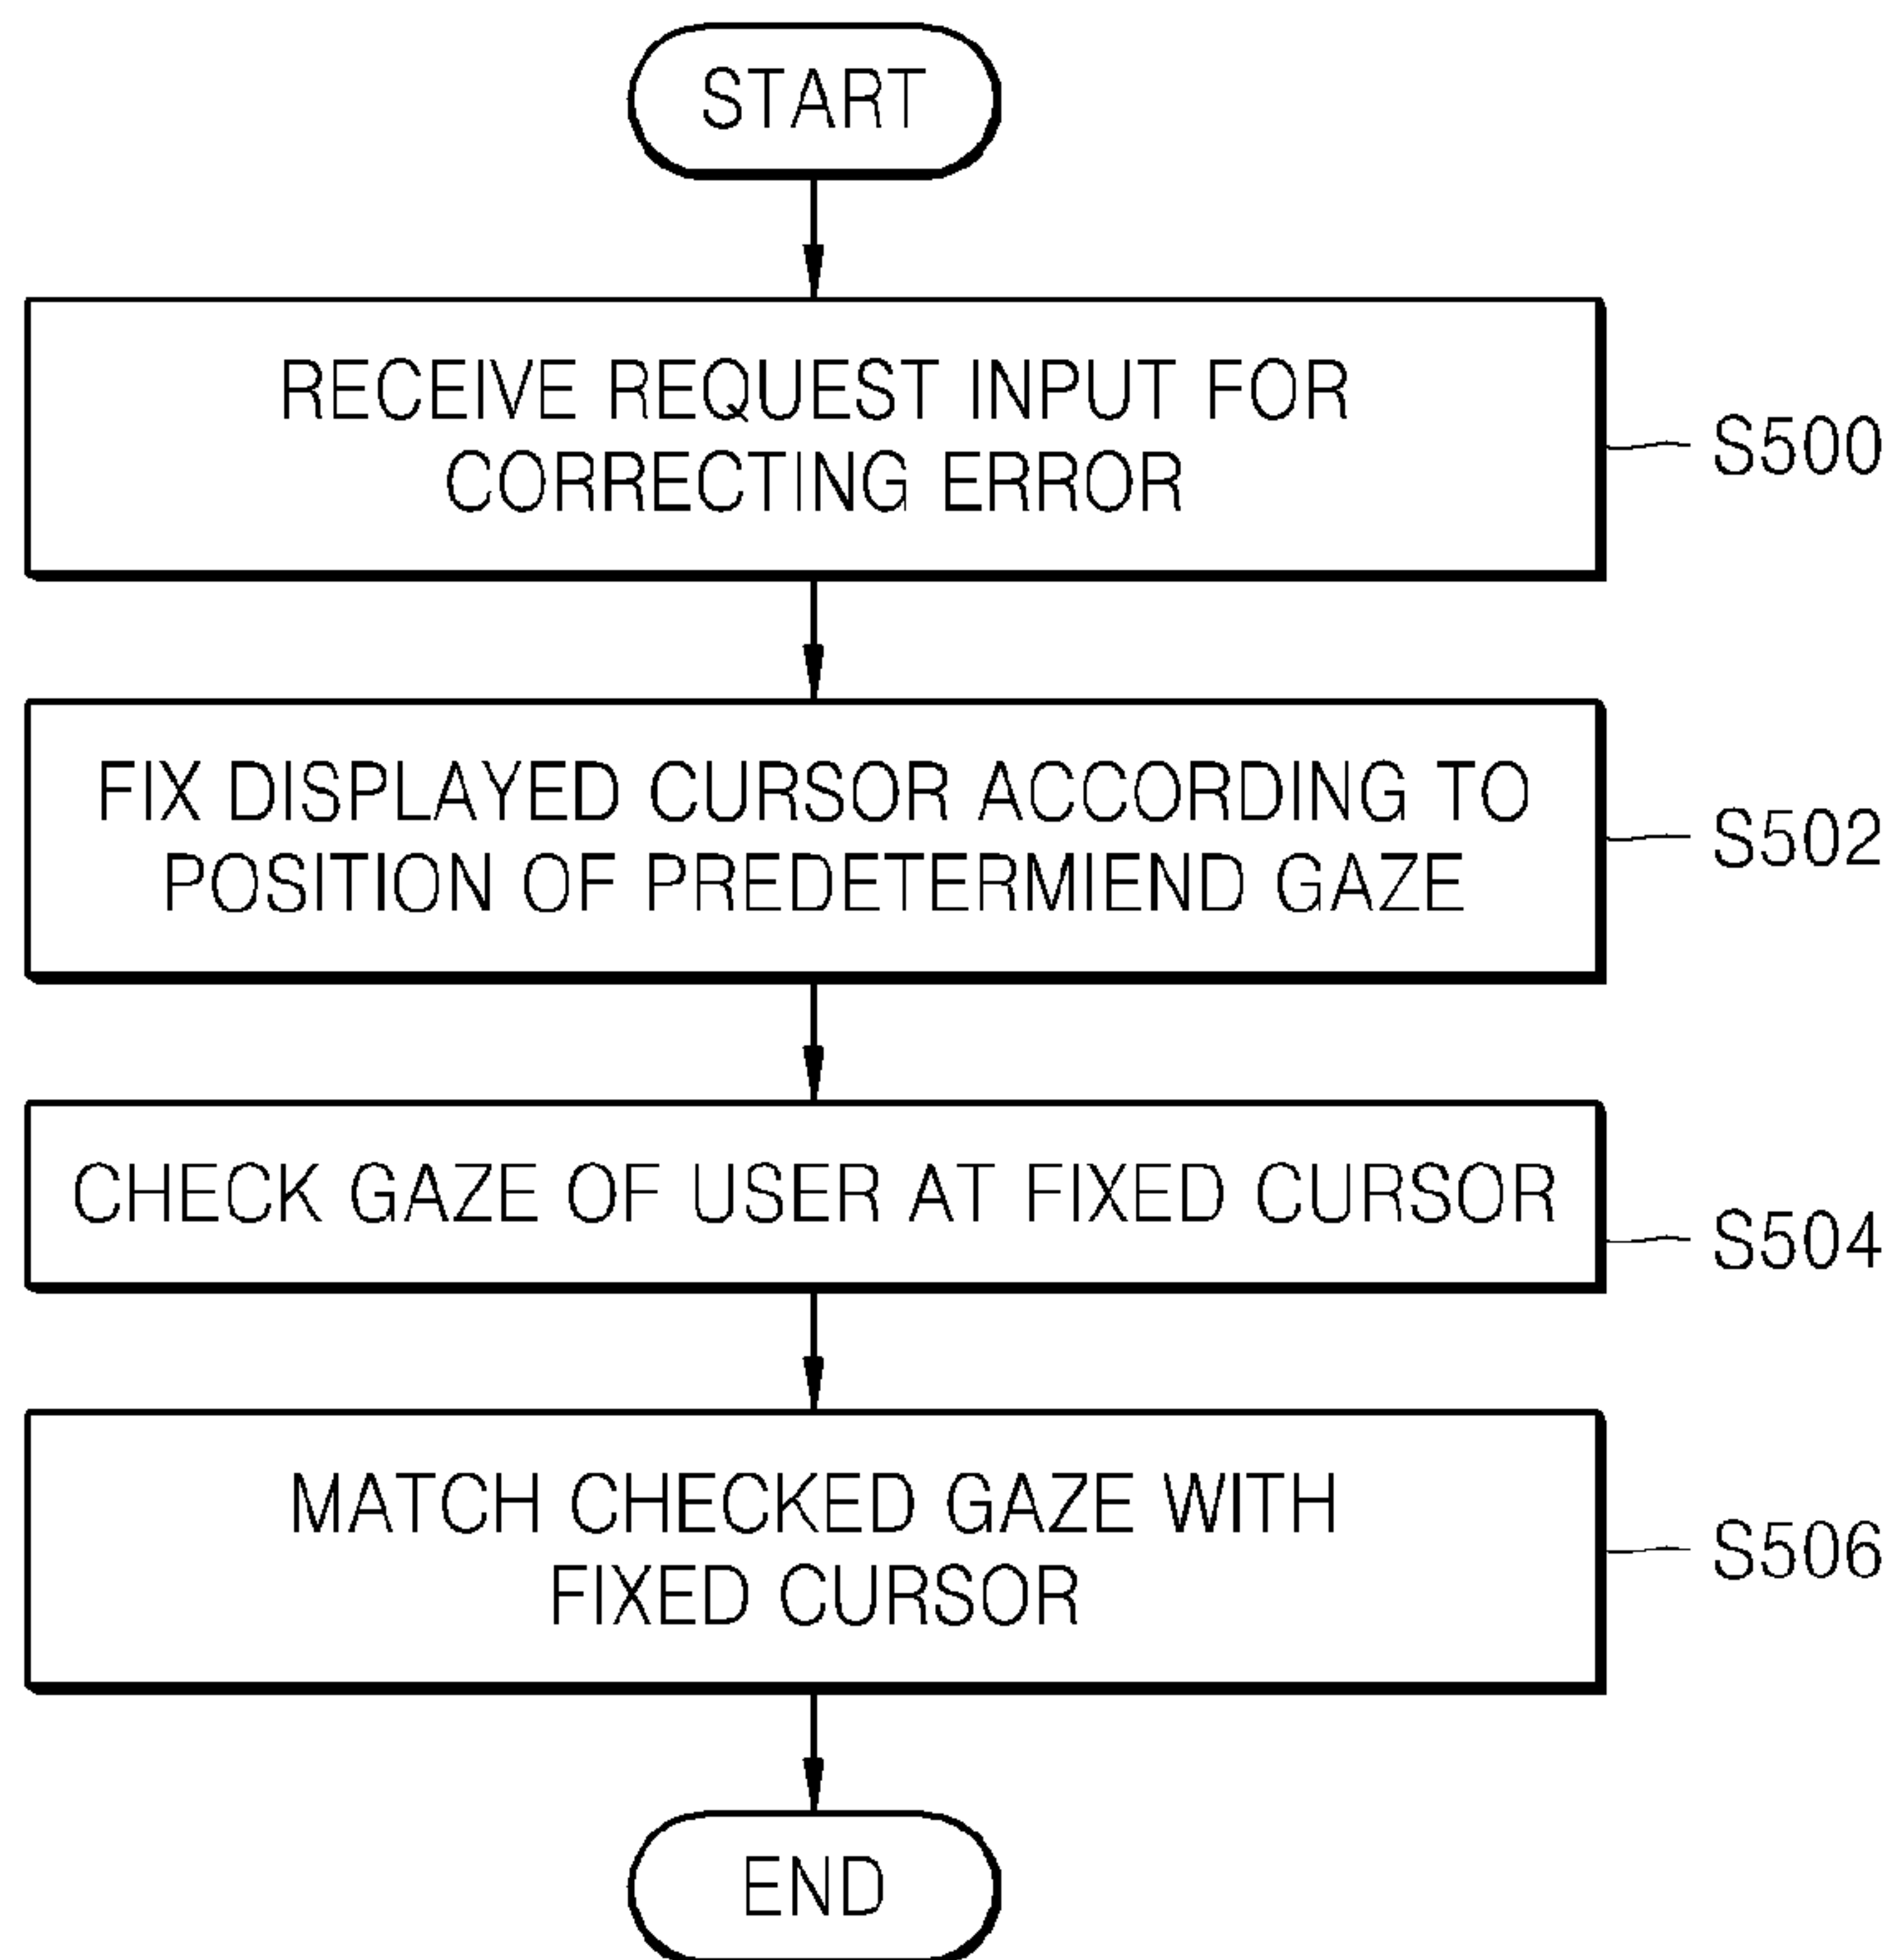 START
RECEIVE REQUEST INPUT FOR
CORRECTING ERROR
S500
FIX DISPLAYED CURSOR ACCORDING TO
POSITION OF PREDETERMIEND GAZE
S502
CHECK GAZE OF USER AT FIXED CURSOR
S504
MATCH CHECKED GAZE WITH
FIXED CURSOR
S506
END